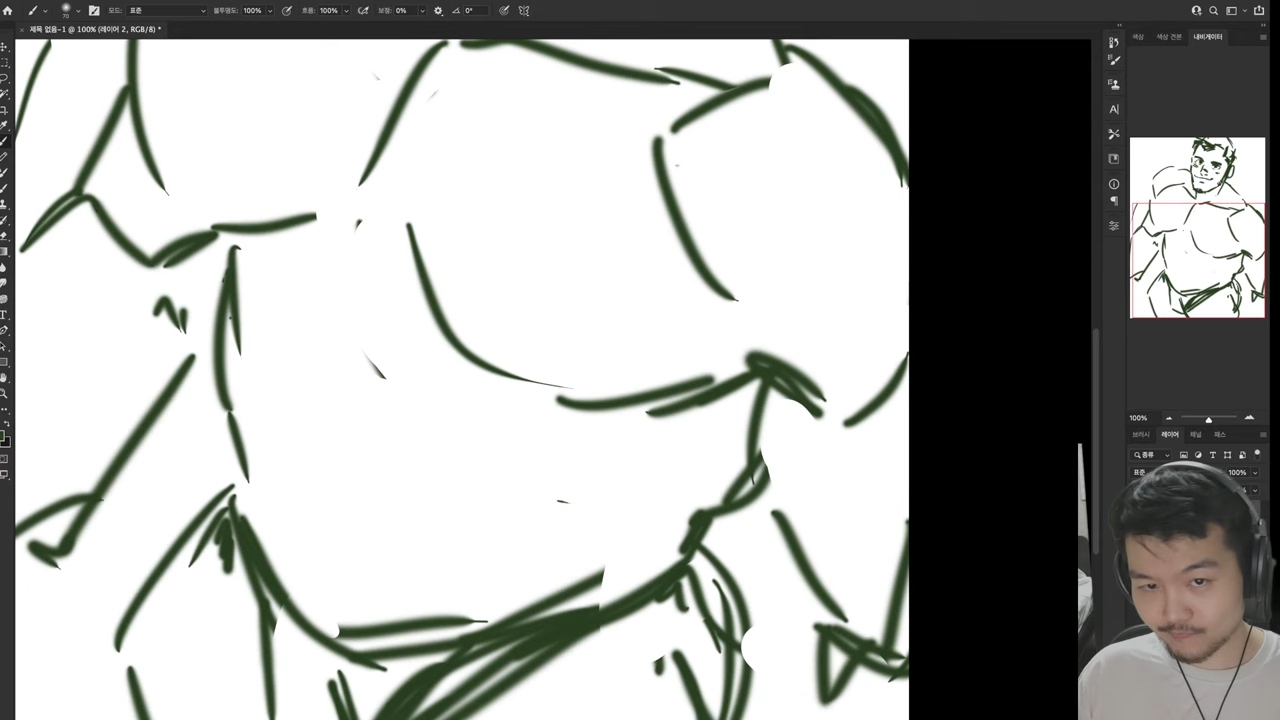 70 모드: 표준 불투명도: 100% 흐름: 100% 보정: 0% 0°
제목 없음-1 @ 100% (레이어 2, RGB/8) *
색상 색상 견본 내비게이터
100%
브러시 레이어 채널 패스
종류
표준 100%